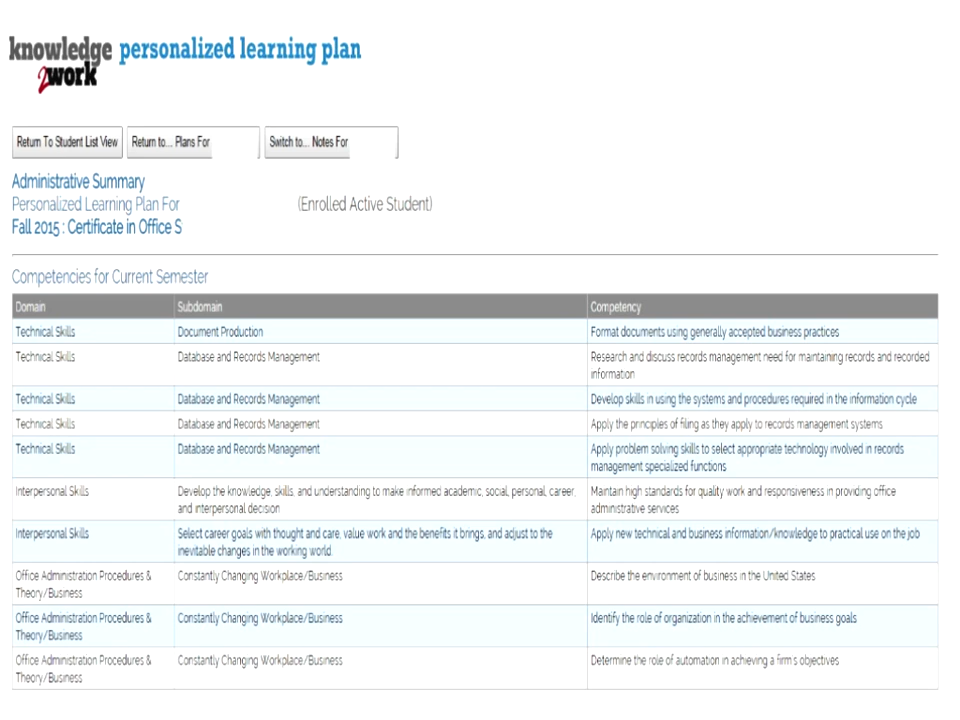 knowledge personalized learning plan
2work
Return To Student List View Return to... Plans For Switch to... Notes For
Administrative Summary
Personalized Learning Plan For (Enrolled Active Student)
Fall 2015 : Certificate in Office S
Competencies for Current Semester
Domain Subdomain Competency
Technical Skills Document Production Format documents using generally accepted business practices
Technical Skills Database and Records Management Research and discuss records management need for maintaining records and recorded
information
Technical Skills Database and Records Management Develop skills in using the systems and procedures required in the information cycle
Technical Skills Database and Records Management Apply the principles of filing as they apply to records management systems
Technical Skills Database and Records Management Apply problem solving skills to select appropriate technology involved in records
management specialized functions
Interpersonal Skills Develop the knowledge, skills, and understanding to make informed academic, social, personal, career, Maintain high standards for quality work and responsiveness in providing office
and interpersonal decision administrative services
Interpersonal Skills Select career goals with thought and care, value work and the benefits it brings, and adjust to the Apply new technical and business information/knowledge to practical use on the job
inevitable changes in the working world
Office Administration Procedures & Constantly Changing Workplace/Business Describe the environment of business in the United States
Theory/Business
Office Administration Procedures & Constantly Changing Workplace/Business Identify the role of organization in the achievement of business goals
Theory/Business
Office Administration Procedures & Constantly Changing Workplace/Business Determine the role of automation in achieving a firm's objectives
Theory/Business